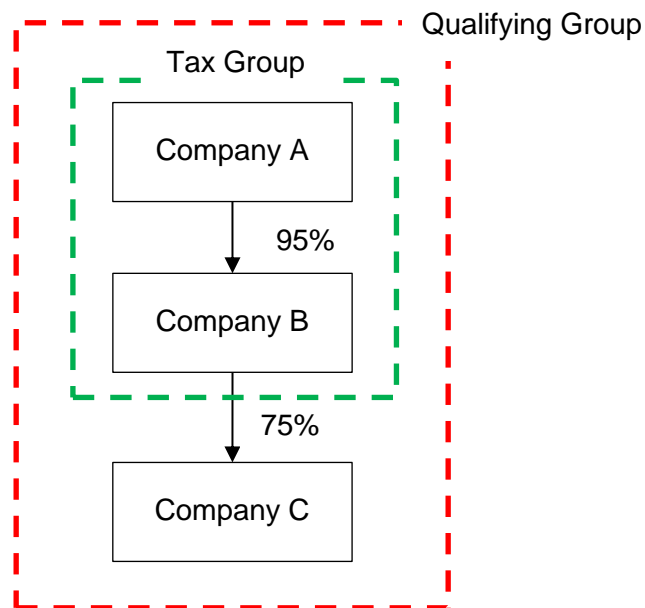 Qualifying Group
Tax Group
Company A
95%
Company B
75%
Company C